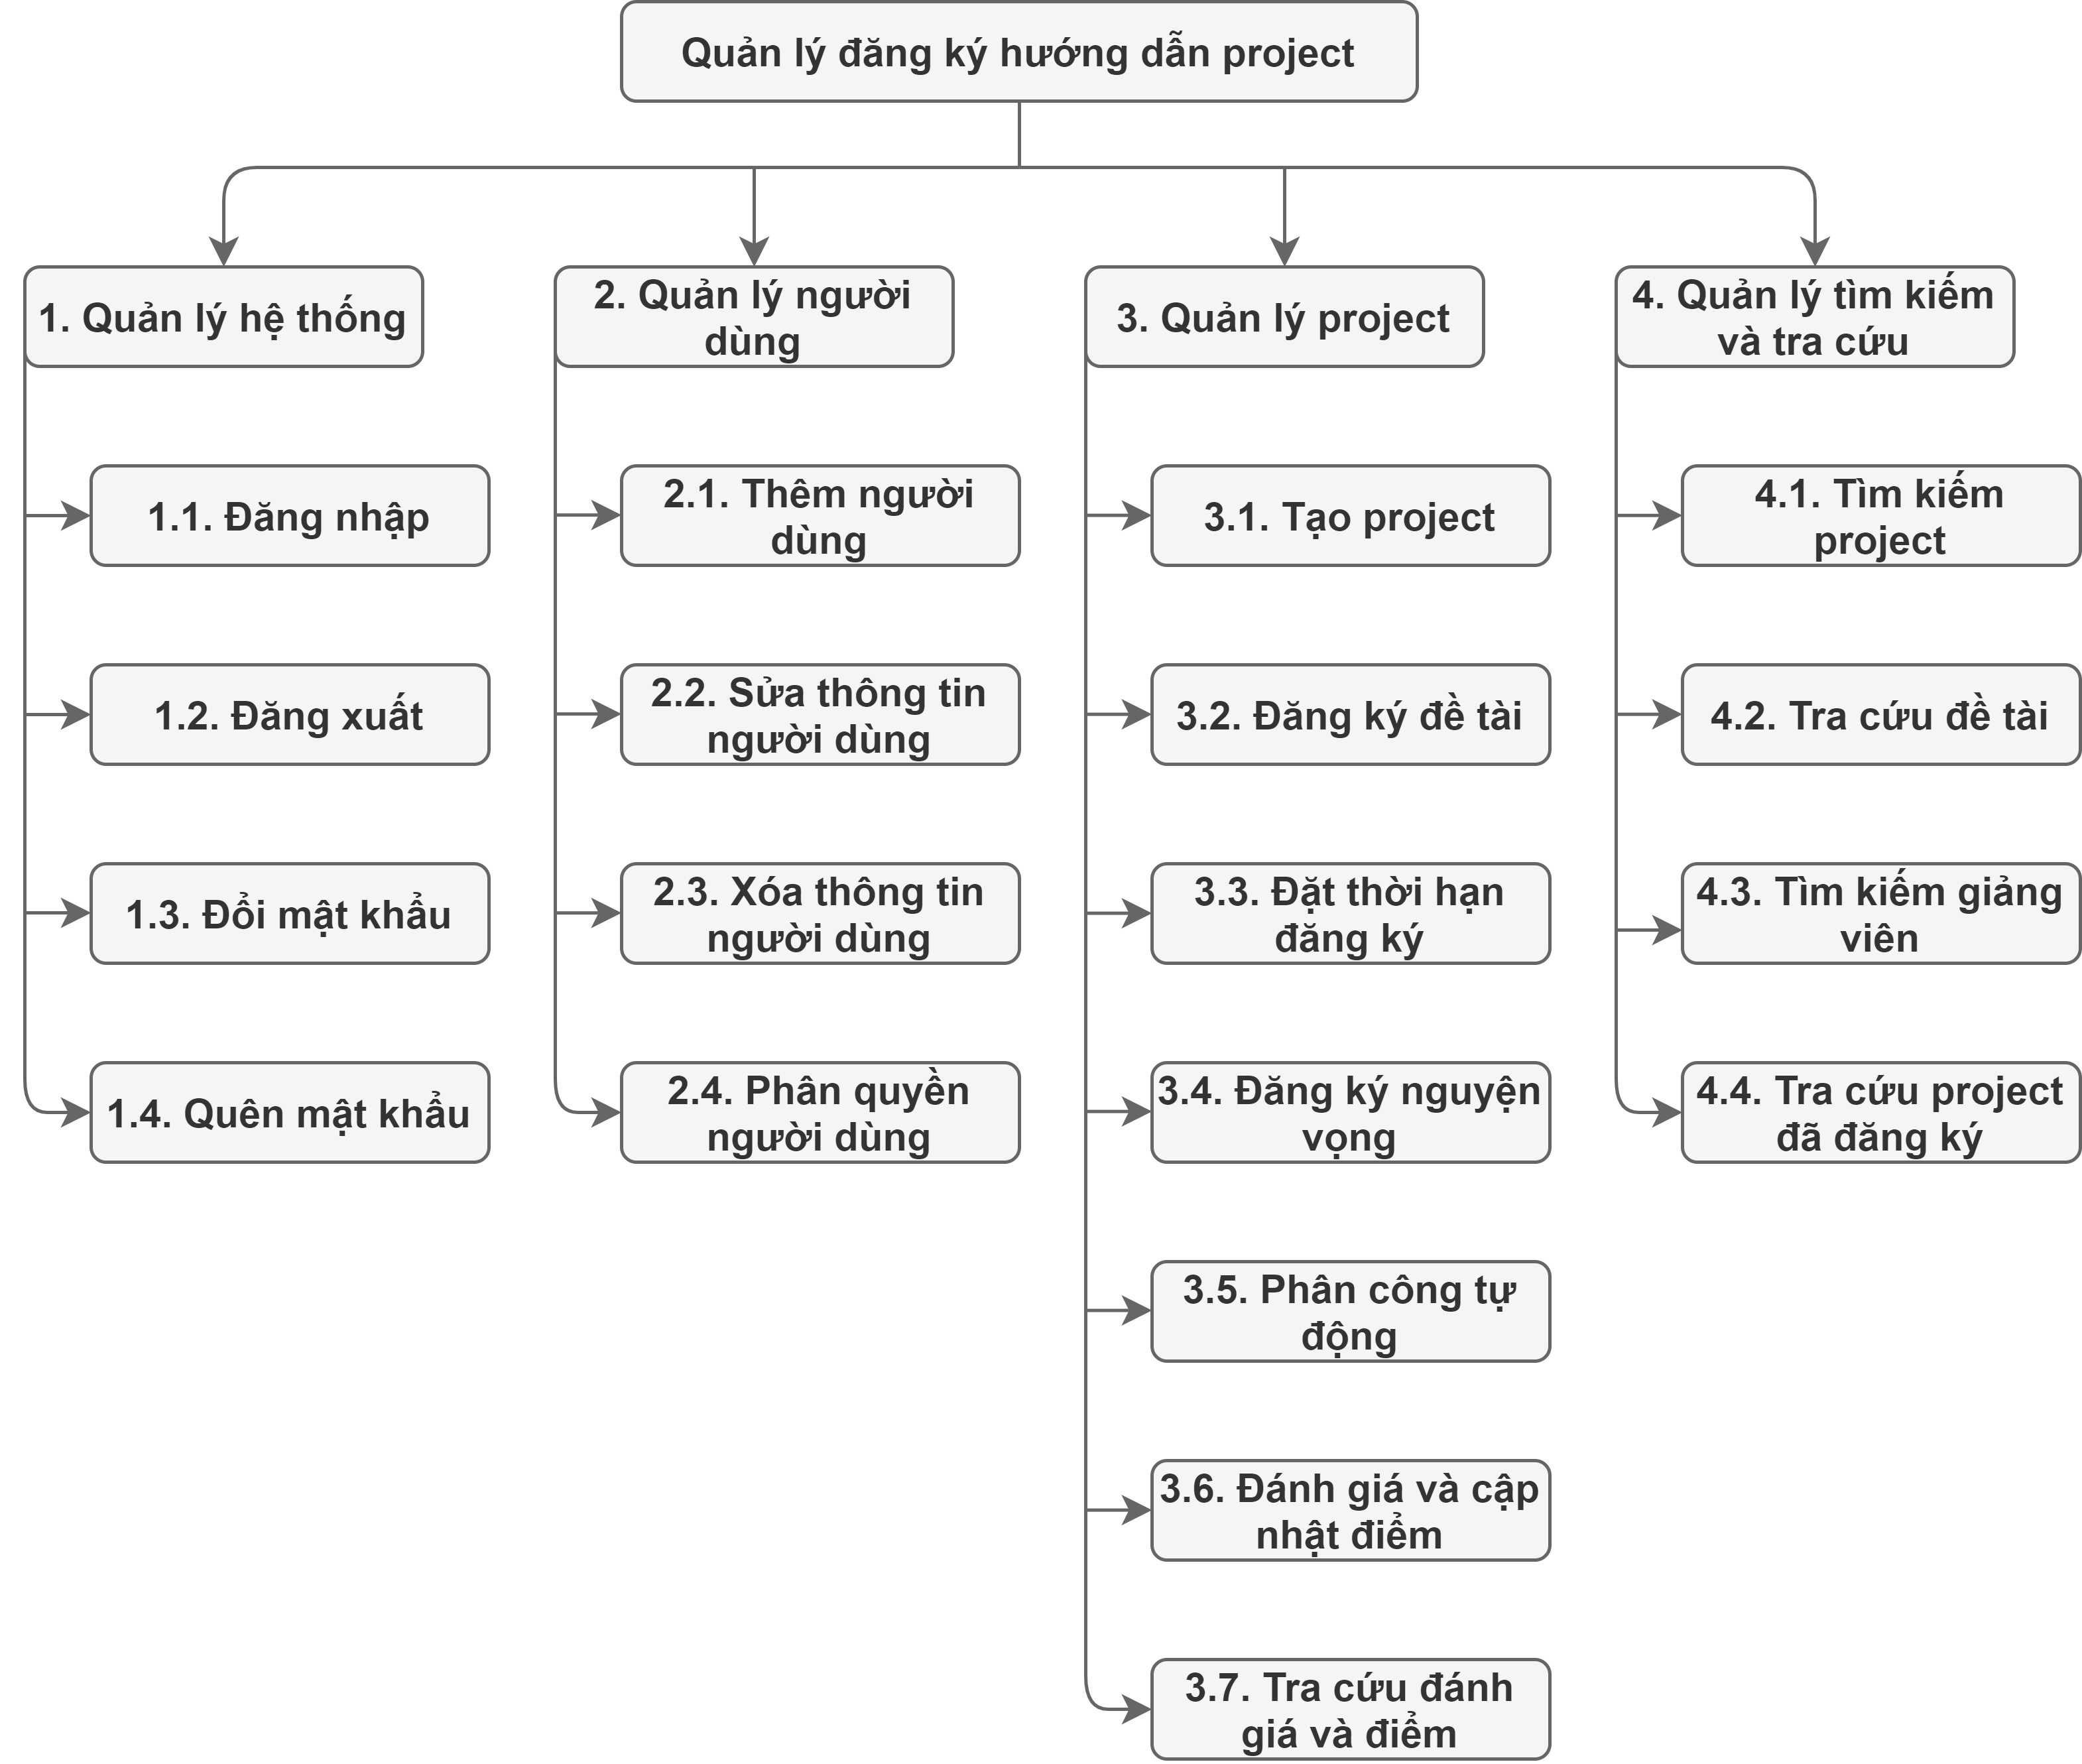 Quản lý đăng ký hướng dẫn project
1. Quản lý hệ thống
2. Quản lý người
dùng
3. Quản lý project
4. Quản lý tìm kiếm
và tra cứu
1.1. Đăng nhập
1.2. Đăng xuất
1.3. Đổi mật khẩu
1.4. Quên mật khẩu
2.1. Thêm người
dùng
2.2. Sửa thông tin
người dùng
2.3. Xóa thông tin
người dùng
2.4. Phân quyền
người dùng
3.1. Tạo project
3.2. Đăng ký đề tài
3.3. Đặt thời hạn
đăng ký
3.4. Đăng ký nguyện
vọng
3.5. Phân công tự
động
3.6. Đánh giá và cập
nhật điểm
3.7. Tra cứu đánh
giá và điểm
4.1. Tìm kiếm
project
4.2. Tra cứu đề tài
4.3. Tìm kiếm giảng
viên
4.4. Tra cứu project
đã đăng ký